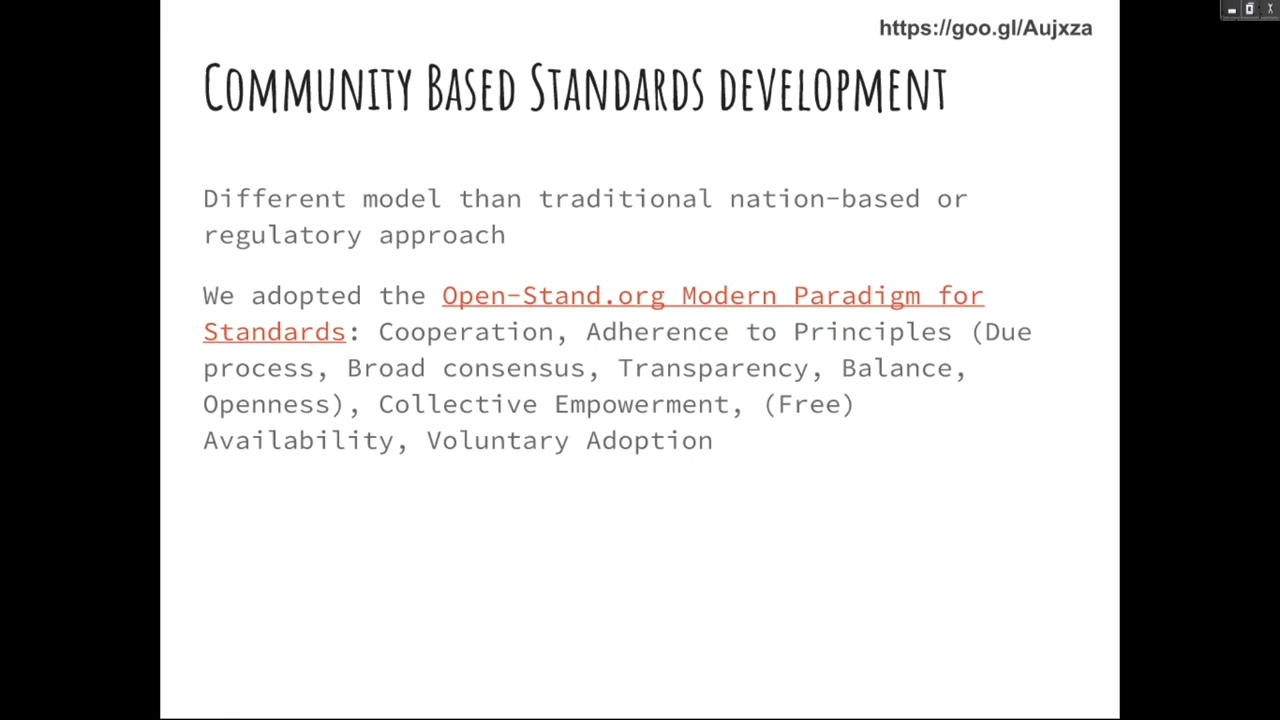 https://goo.gl/Aujxza
Community Based Standards development
Different model than traditional nation-based or
regulatory approach
We adopted the Open-Stand.org Modern Paradigm for
Standards: Cooperation, Adherence to Principles (Due
process, Broad consensus, Transparency, Balance,
Openness), Collective Empowerment, (Free)
Availability, Voluntary Adoption